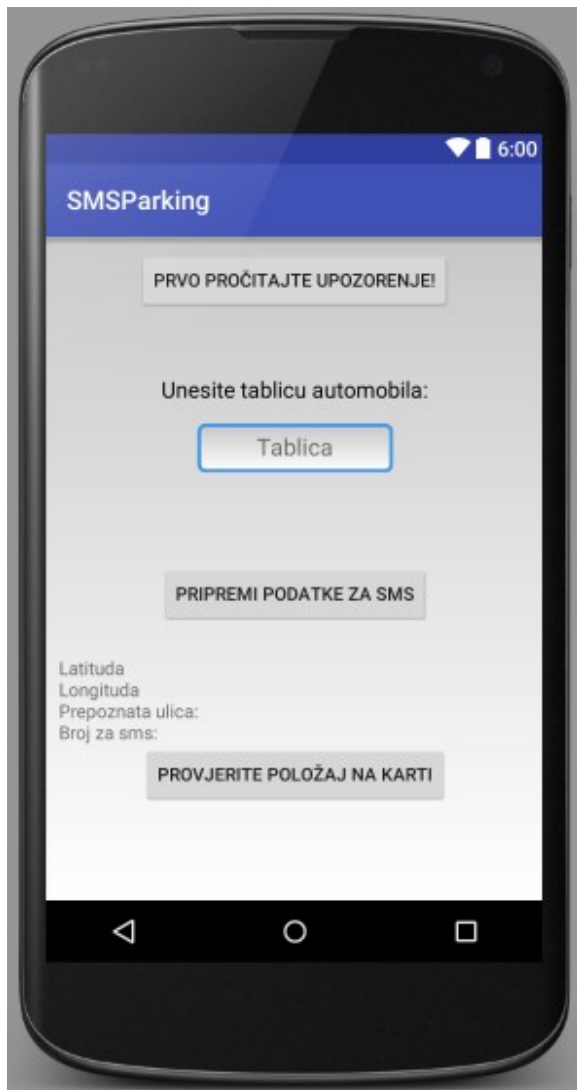 6:00
SMSParking
PRVO PROČITAJTE UPOZORENJE!
Unesite tablicu automobila:
Tablica
PRIPREMI PODATKE ZA SMS
Latituda
Longituda
Prepoznata ulica:
Broj za sms:
PROVJERITE POLOŽAJ NA KARTI